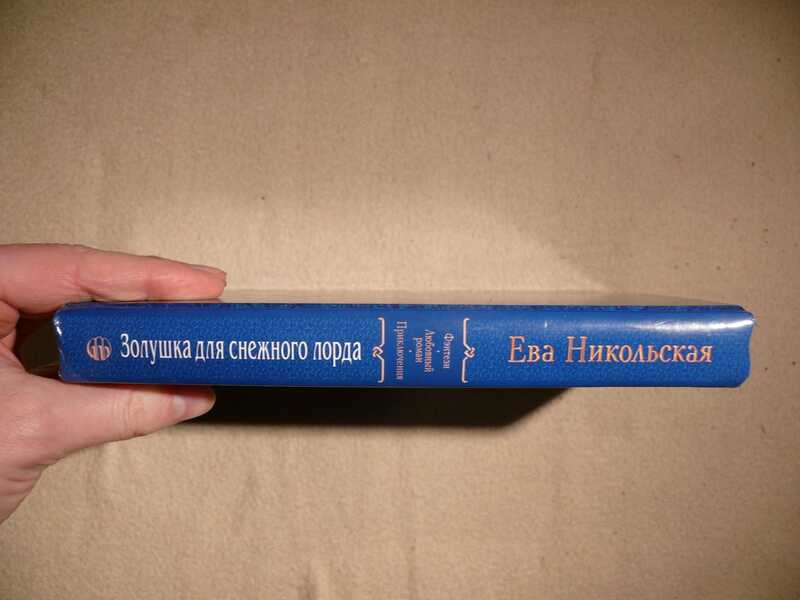 Золушка для снежного лорда
Фэнтези
Любовный
роман
Приключения
Ева Никольская